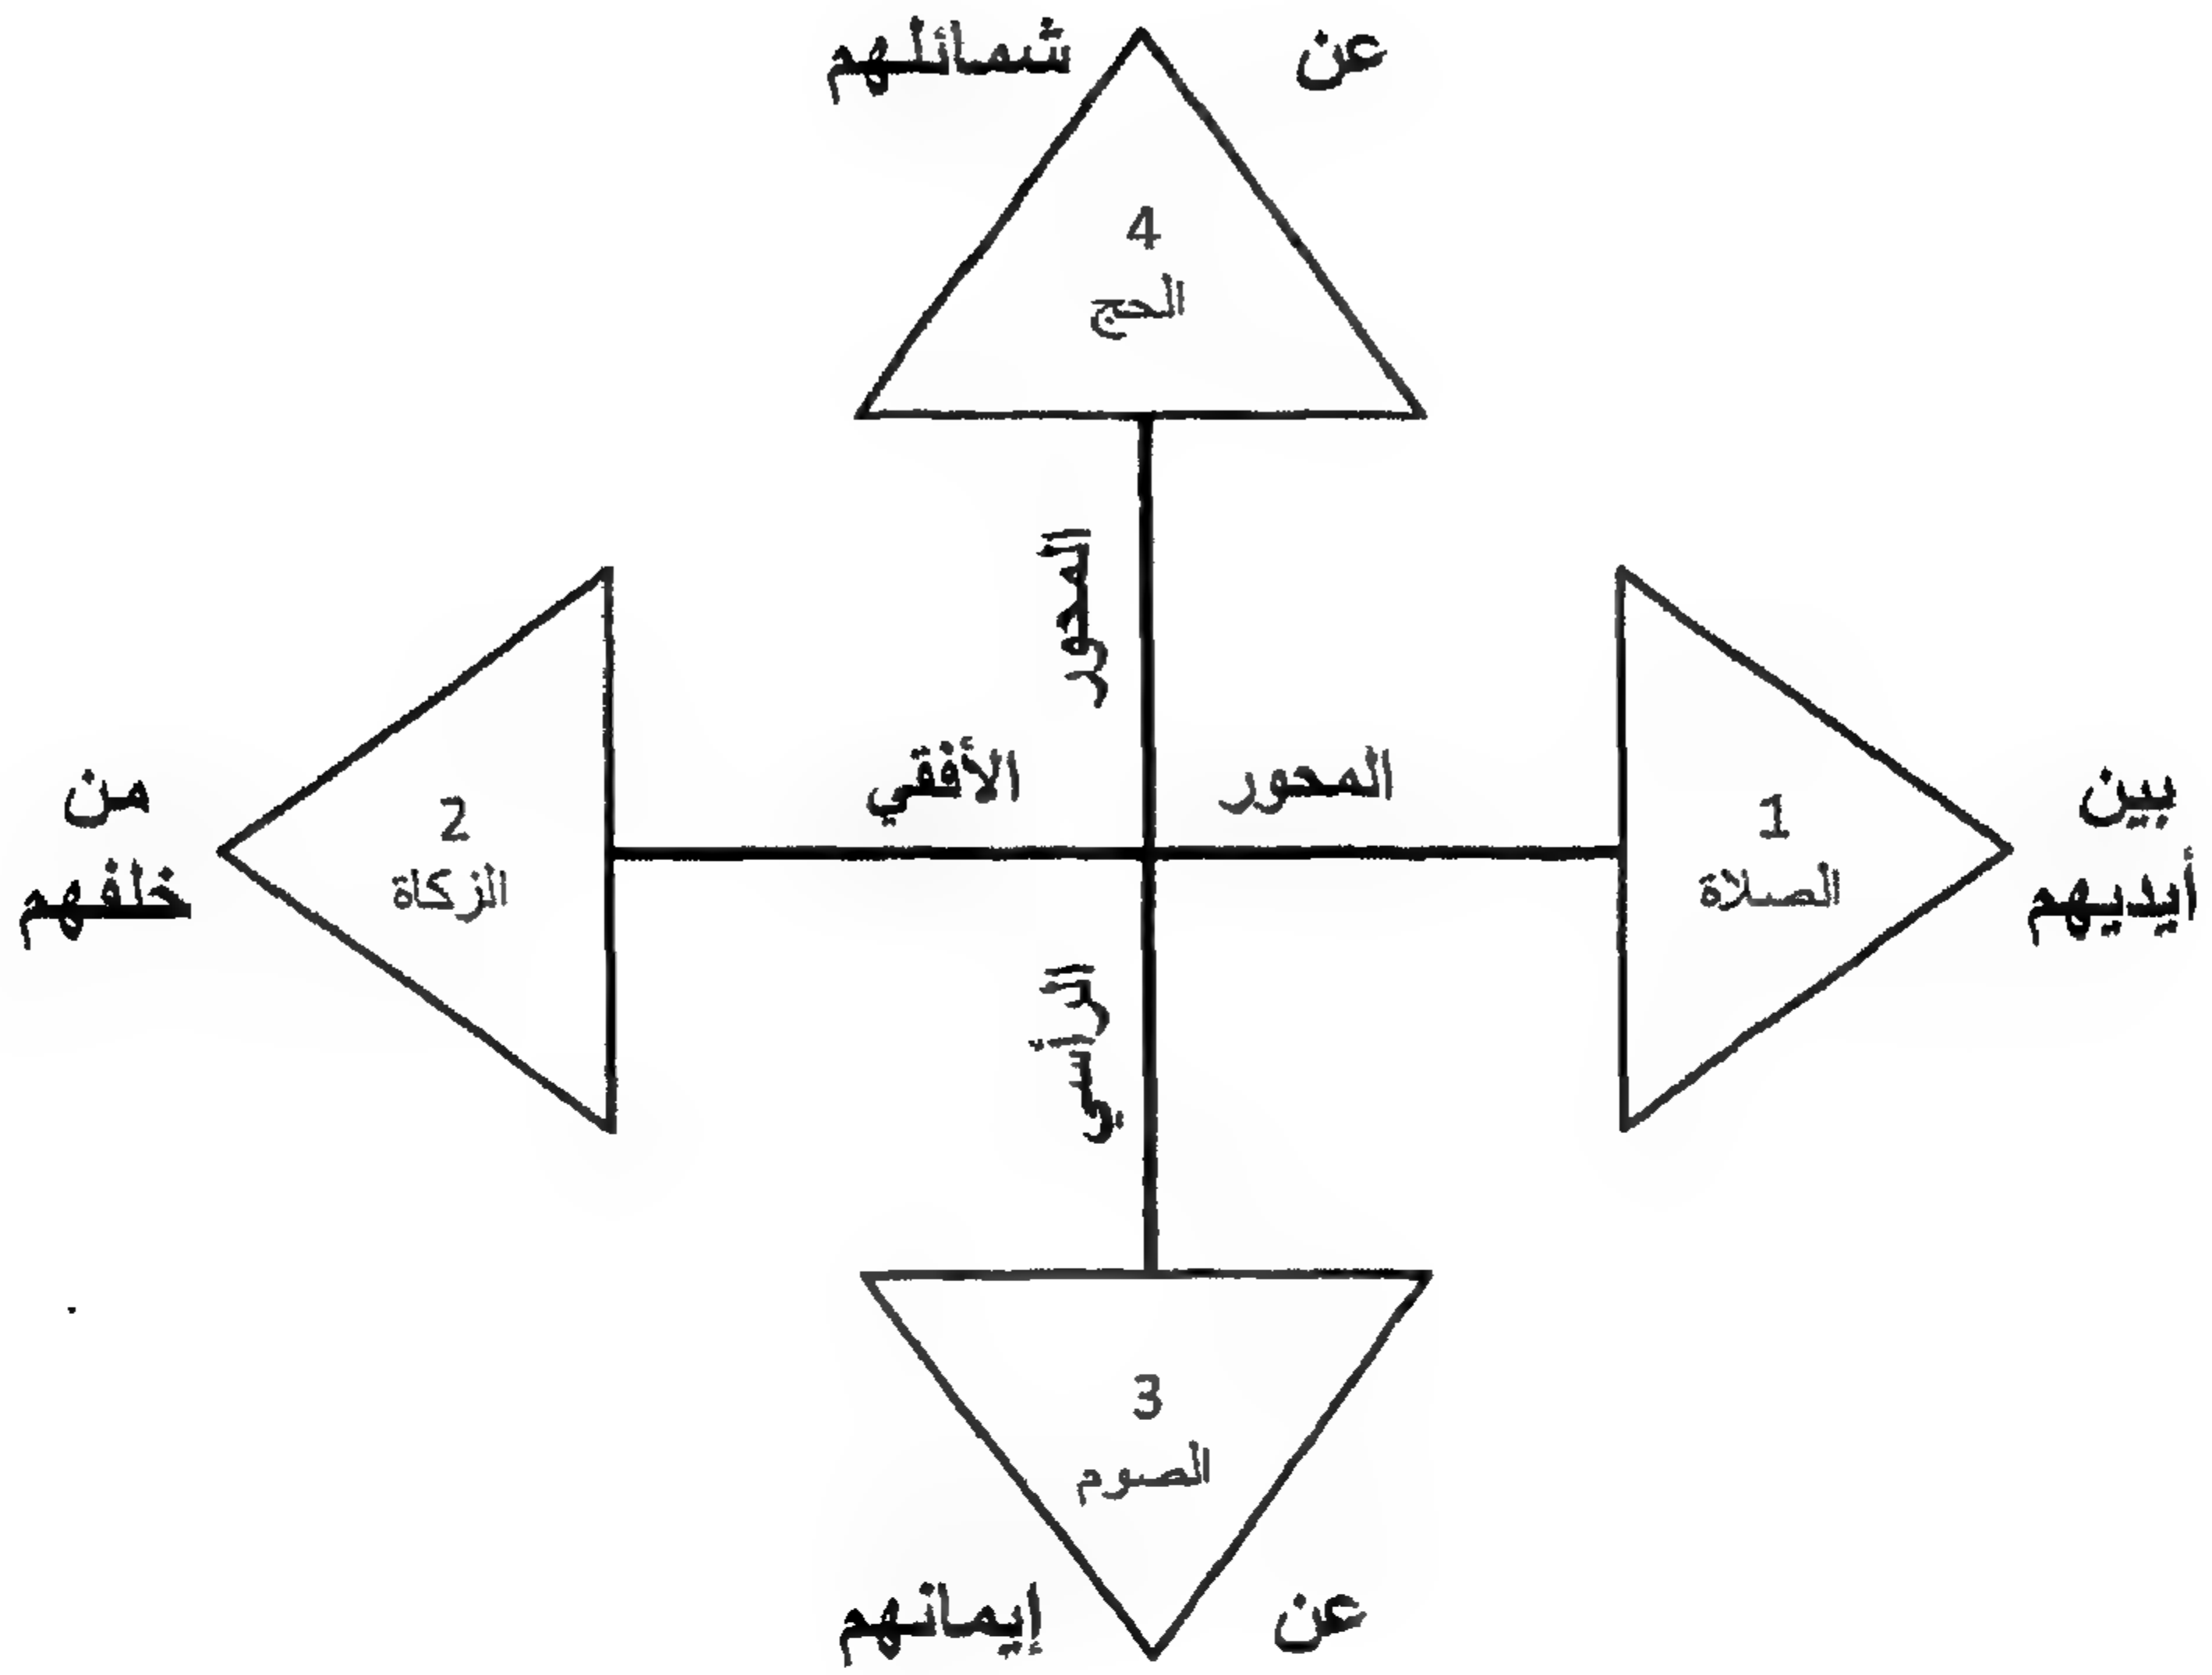 عن شمائلهم
4
الحج
المحور
المحور الأفقي
بين
أيديهم
1
الصلاة
2
الزكاة
من
خلفهم
الرأسي
3
الصوم
عن إيمانهم